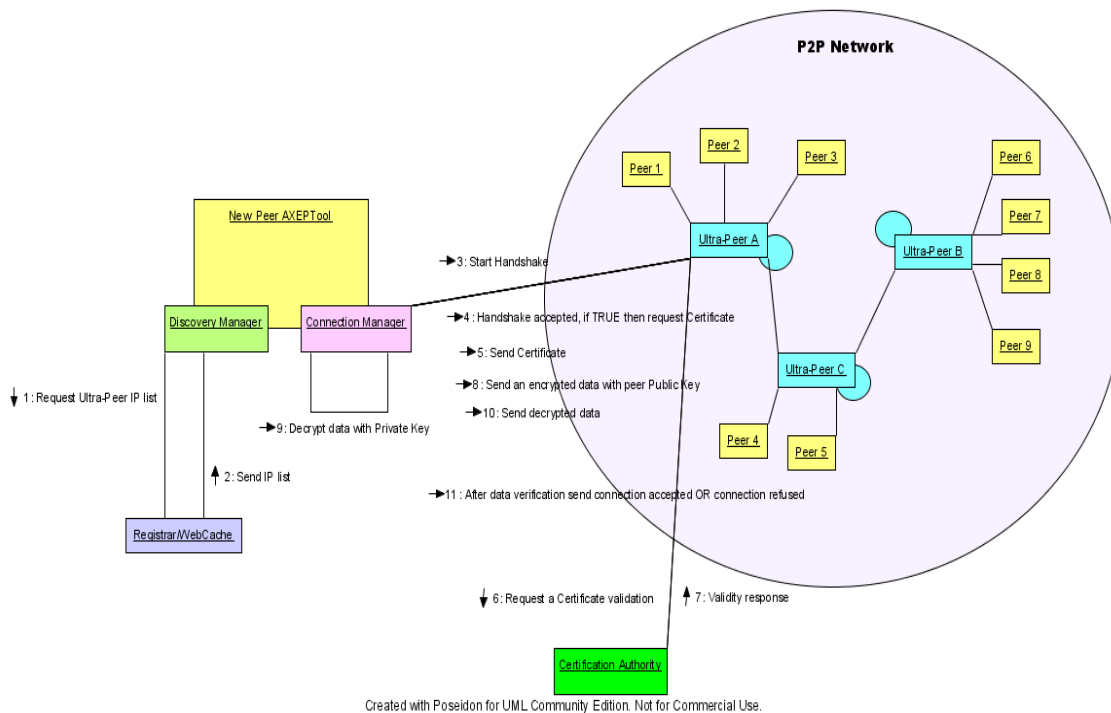 P2P Network
Peer 1
Peer 2
Peer 3
Peer 6
Peer 7
Peer 8
Peer 9
New Peer AXEPTool
Ultra-Peer A
Ultra-Peer B
3: Start Handshake
Discovery Manager
Connection Manager
4: Handshake accepted, if TRUE then request Certificate
5: Send Certificate
Ultra-Peer C
8: Send an encrypted data with peer Public Key
1: Request Ultra-Peer IP list
10: Send decrypted data
9: Decrypt data with Private Key
Peer 4
Peer 5
2: Send IP list
11: After data verification send connection accepted OR connection refused
Registrar/WebCache
6: Request a Certificate validation
7: Validity response
Certification Authority
Created with Poseidon for UML Community Edition. Not for Commercial Use.